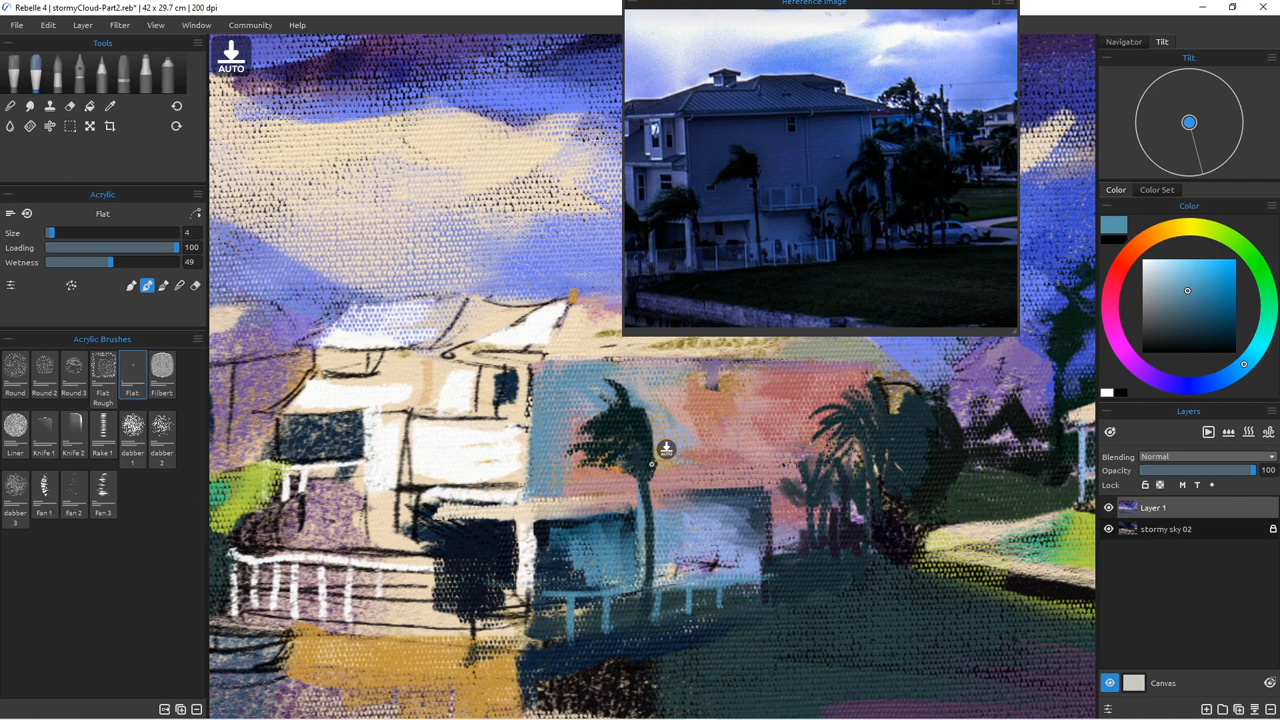 Rebelle 4 | stormyCloud-Part2.reb* | 42 x 29.7 cm | 200 dpi
File Edit Layer Filter View Window Community Help
Tools
AUTO
Acrylic
Flat
Size 4
Loading 100
Wetness 49
Acrylic Brushes
Round Round 2 Round 3 Flat Rough Flat Filbert
Liner Knife 1 Knife 2 Rake 1 dabber 1 dabber 2
dabber 3 Fan 1 Fan 2 Fan 3
Reference Image
AUTO
Navigator Tilt
Tilt
Color Color Set
Color
Layers
Blending Normal
Opacity 100
Lock M T
Layer 1
stormy sky 02
Canvas